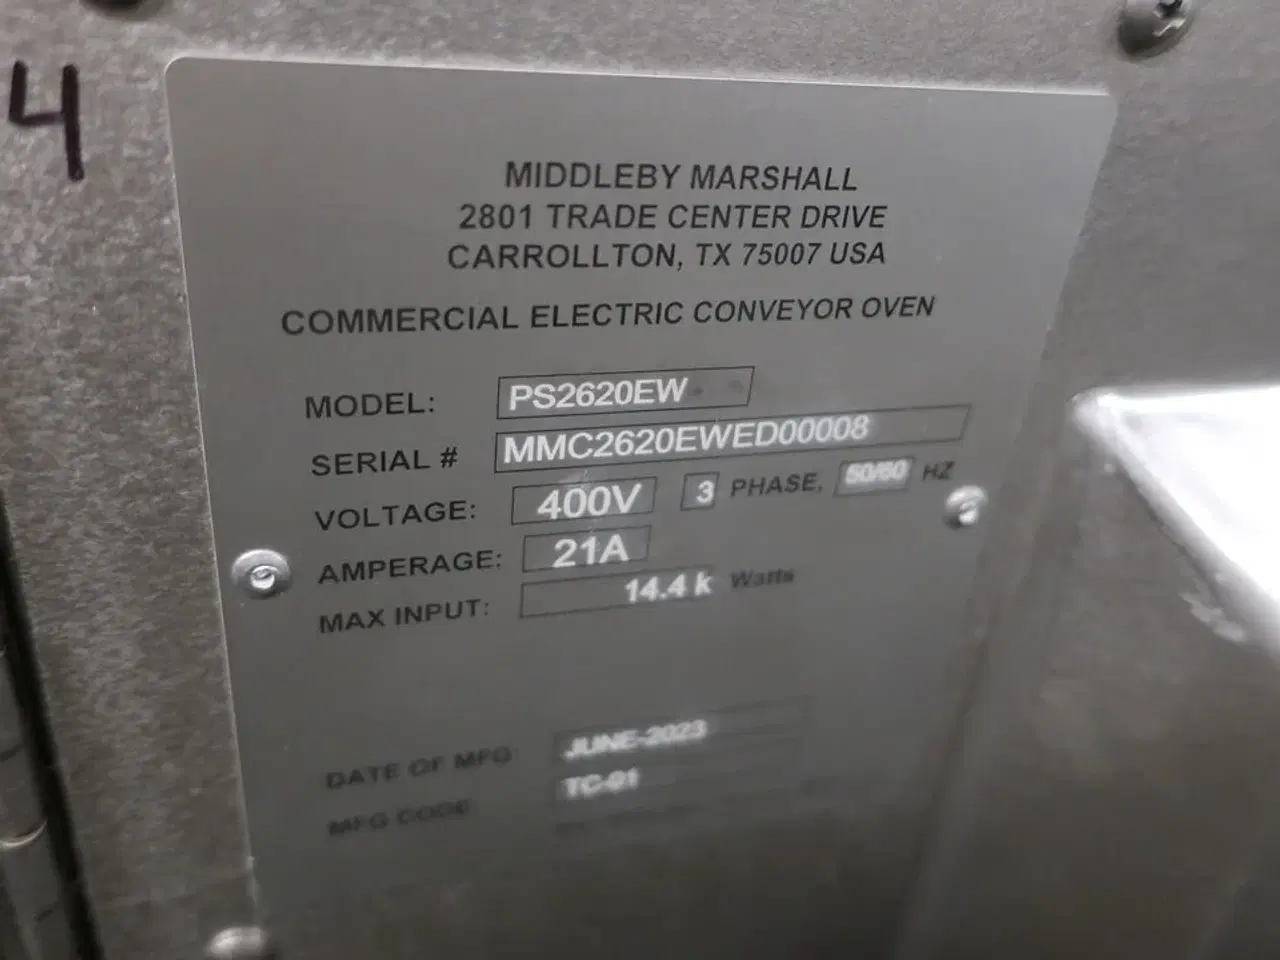 4
MIDDLEBY MARSHALL
2801 TRADE CENTER DRIVE
CARROLLTON, TX 75007 USA
COMMERCIAL ELECTRIC CONVEYOR OVEN
MODEL: PS2620EW
SERIAL # MMC2620EWED00008
VOLTAGE: 400V 3 PHASE, 50/60 HZ
AMPERAGE: 21A
MAX INPUT: 14.4 k Watts
DATE OF MFG JUNE-2023
MFG CODE TC-01